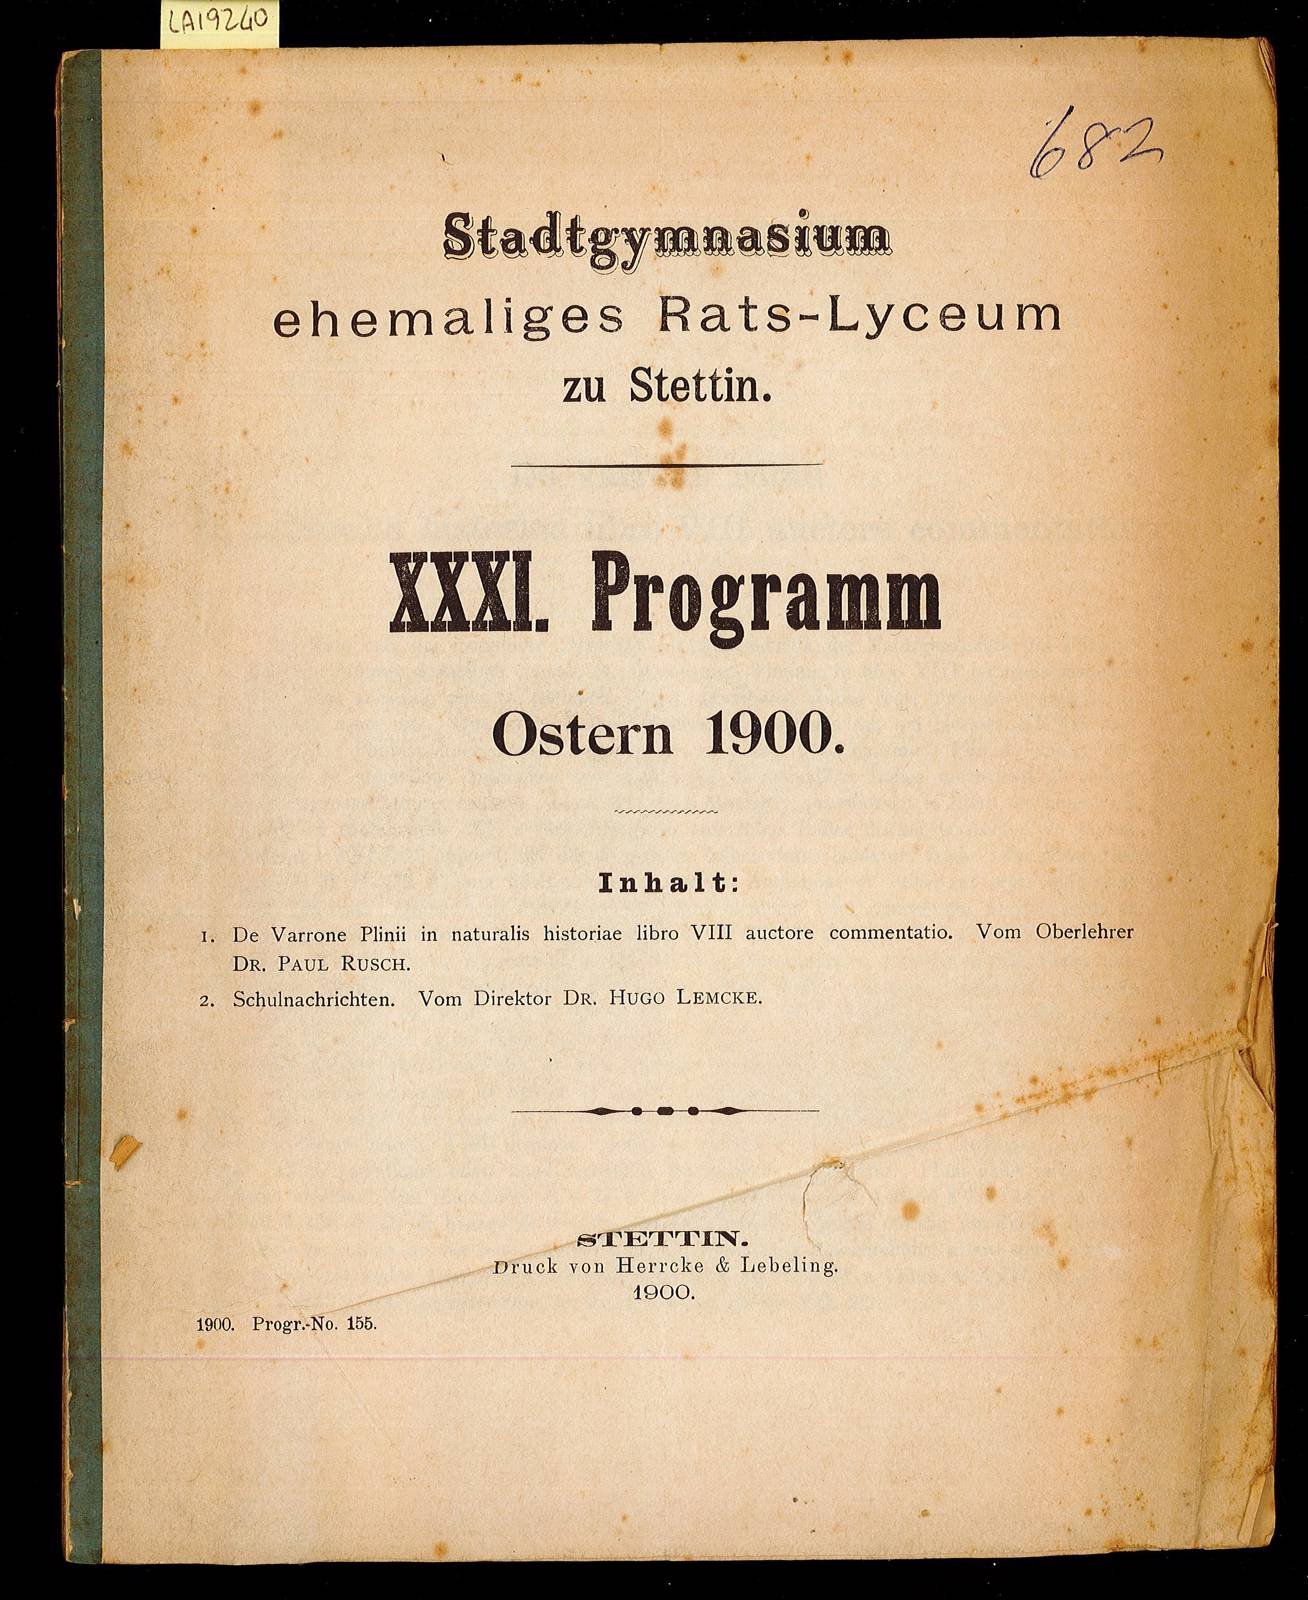 LA19240
682
Stadtgymnasium
ehemaliges Rats-Lyceum
zu Stettin.
XXXI. Programm
Ostern 1900.
Inhalt:
1. De Varrone Plinii in naturalis historiae libro VIII auctore commentatio. Vom Oberlehrer
DR. PAUL RUSCH.
2. Schulnachrichten. Vom Direktor DR. HUGO LEMCKE.
STETTIN.
Druck von Herrcke & Lebeling.
1900.
1900. Progr.-No. 155.